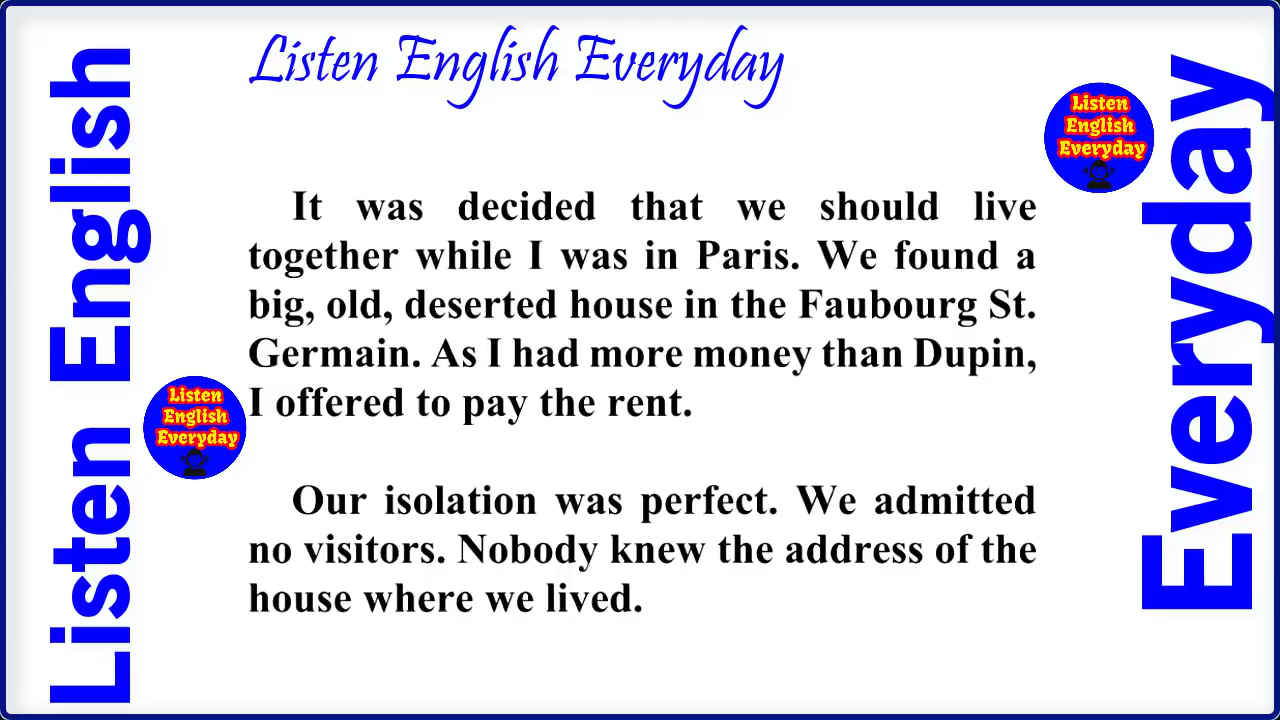 Listen English Everyday
Listen English
Everyday
Listen
English
Everyday
It was decided that we should live
together while I was in Paris. We found a
big, old, deserted house in the Faubourg St.
Germain. As I had more money than Dupin,
I offered to pay the rent.
Listen
English
Everyday
Our isolation was perfect. We admitted
no visitors. Nobody knew the address of the
house where we lived.